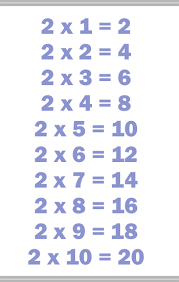 2 x 1 = 2
2 x 2 = 4
2 x 3 = 6
2 x 4 = 8
2 x 5 = 10
2 x 6 = 12
2 x 7 = 14
2 x 8 = 16
2 x 9 = 18
2 x 10 = 20